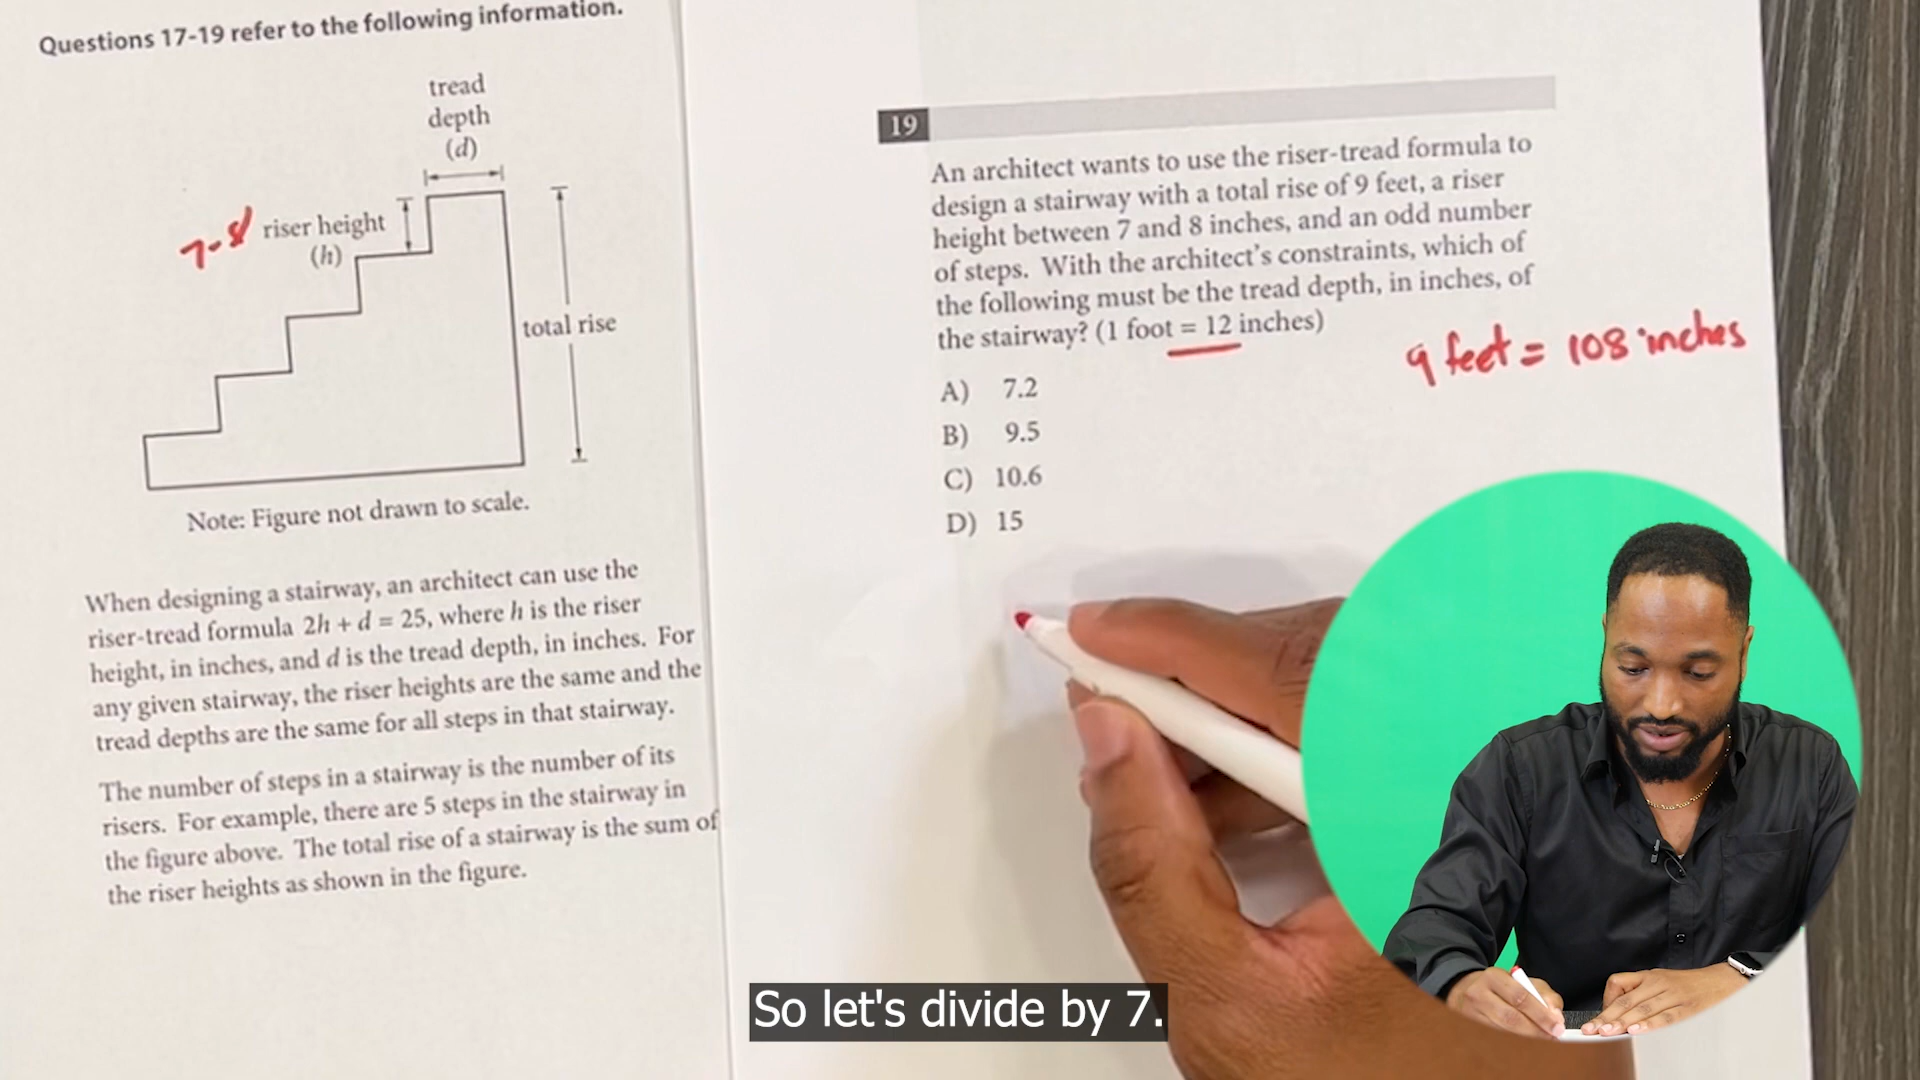 Questions 17-19 refer to the following information.
tread
depth
(d)
7-8
riser height
(h)
total rise
Note: Figure not drawn to scale.
When designing a stairway, an architect can use the
riser-tread formula 2h + d = 25, where h is the riser
height, in inches, and d is the tread depth, in inches. For
any given stairway, the riser heights are the same and the
tread depths are the same for all steps in that stairway.
The number of steps in a stairway is the number of its
risers. For example, there are 5 steps in the stairway in
the figure above. The total rise of a stairway is the sum of
the riser heights as shown in the figure.
19
An architect wants to use the riser-tread formula to
design a stairway with a total rise of 9 feet, a riser
height between 7 and 8 inches, and an odd number
of steps. With the architect's constraints, which of
the following must be the tread depth, in inches, of
the stairway? (1 foot = 12 inches)
9 feet = 108 inches
A) 7.2
B) 9.5
C) 10.6
D) 15
So let's divide by 7.